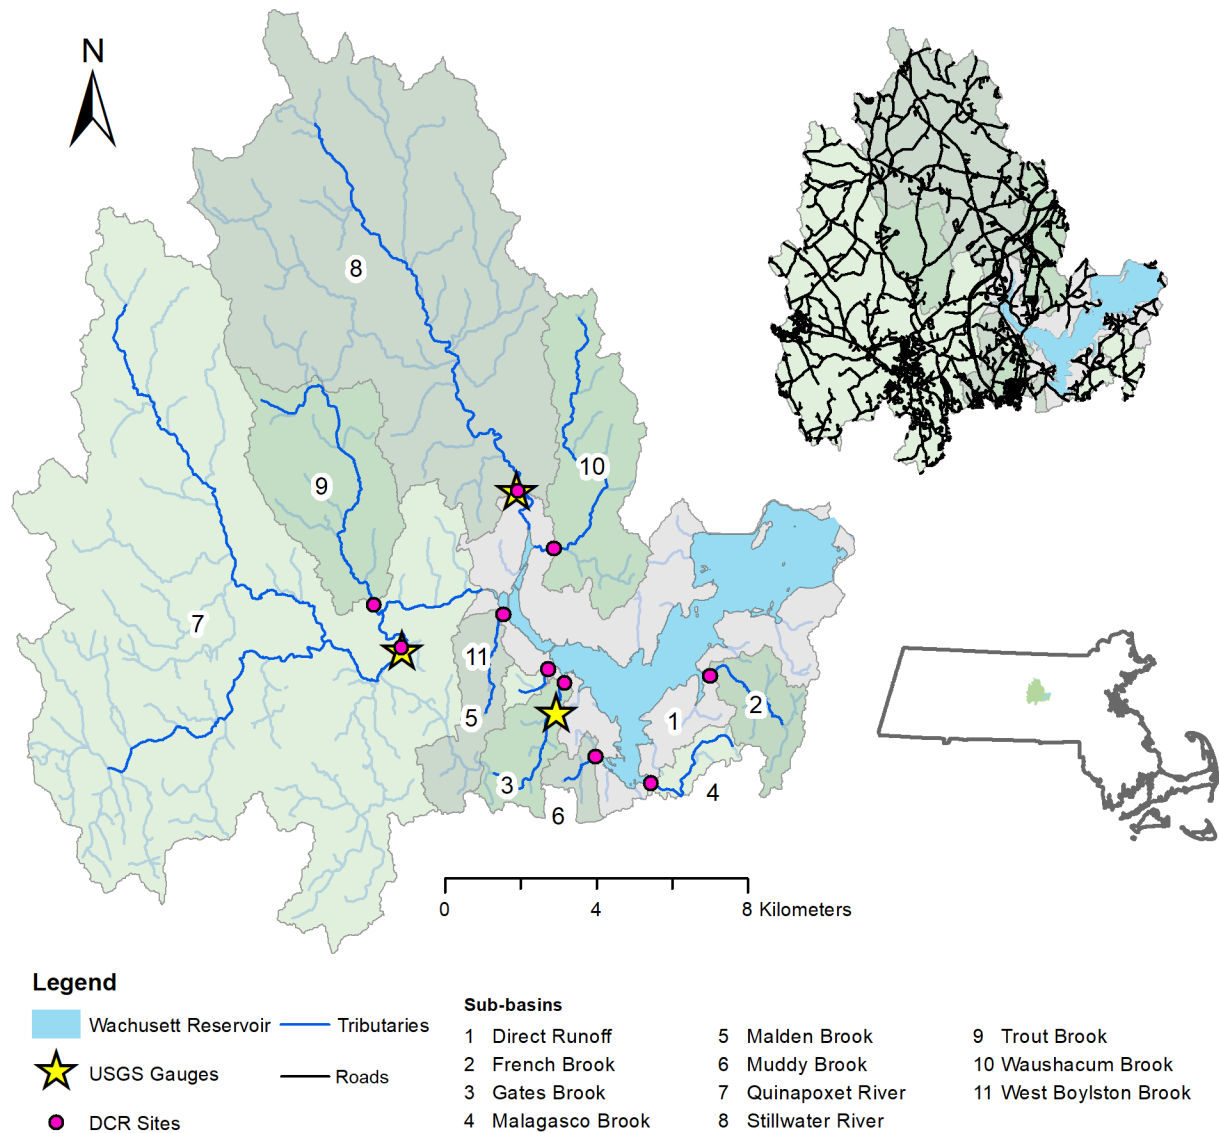 N
8
10
9
7
11
5
1
2
3
4
6
0 4 8 Kilometers
Legend
Wachusett Reservoir
Tributaries
USGS Gauges
Roads
DCR Sites
Sub-basins
1 Direct Runoff
2 French Brook
3 Gates Brook
4 Malagasco Brook
5 Malden Brook
6 Muddy Brook
7 Quinapoxet River
8 Stillwater River
9 Trout Brook
10 Waushacum Brook
11 West Boylston Brook